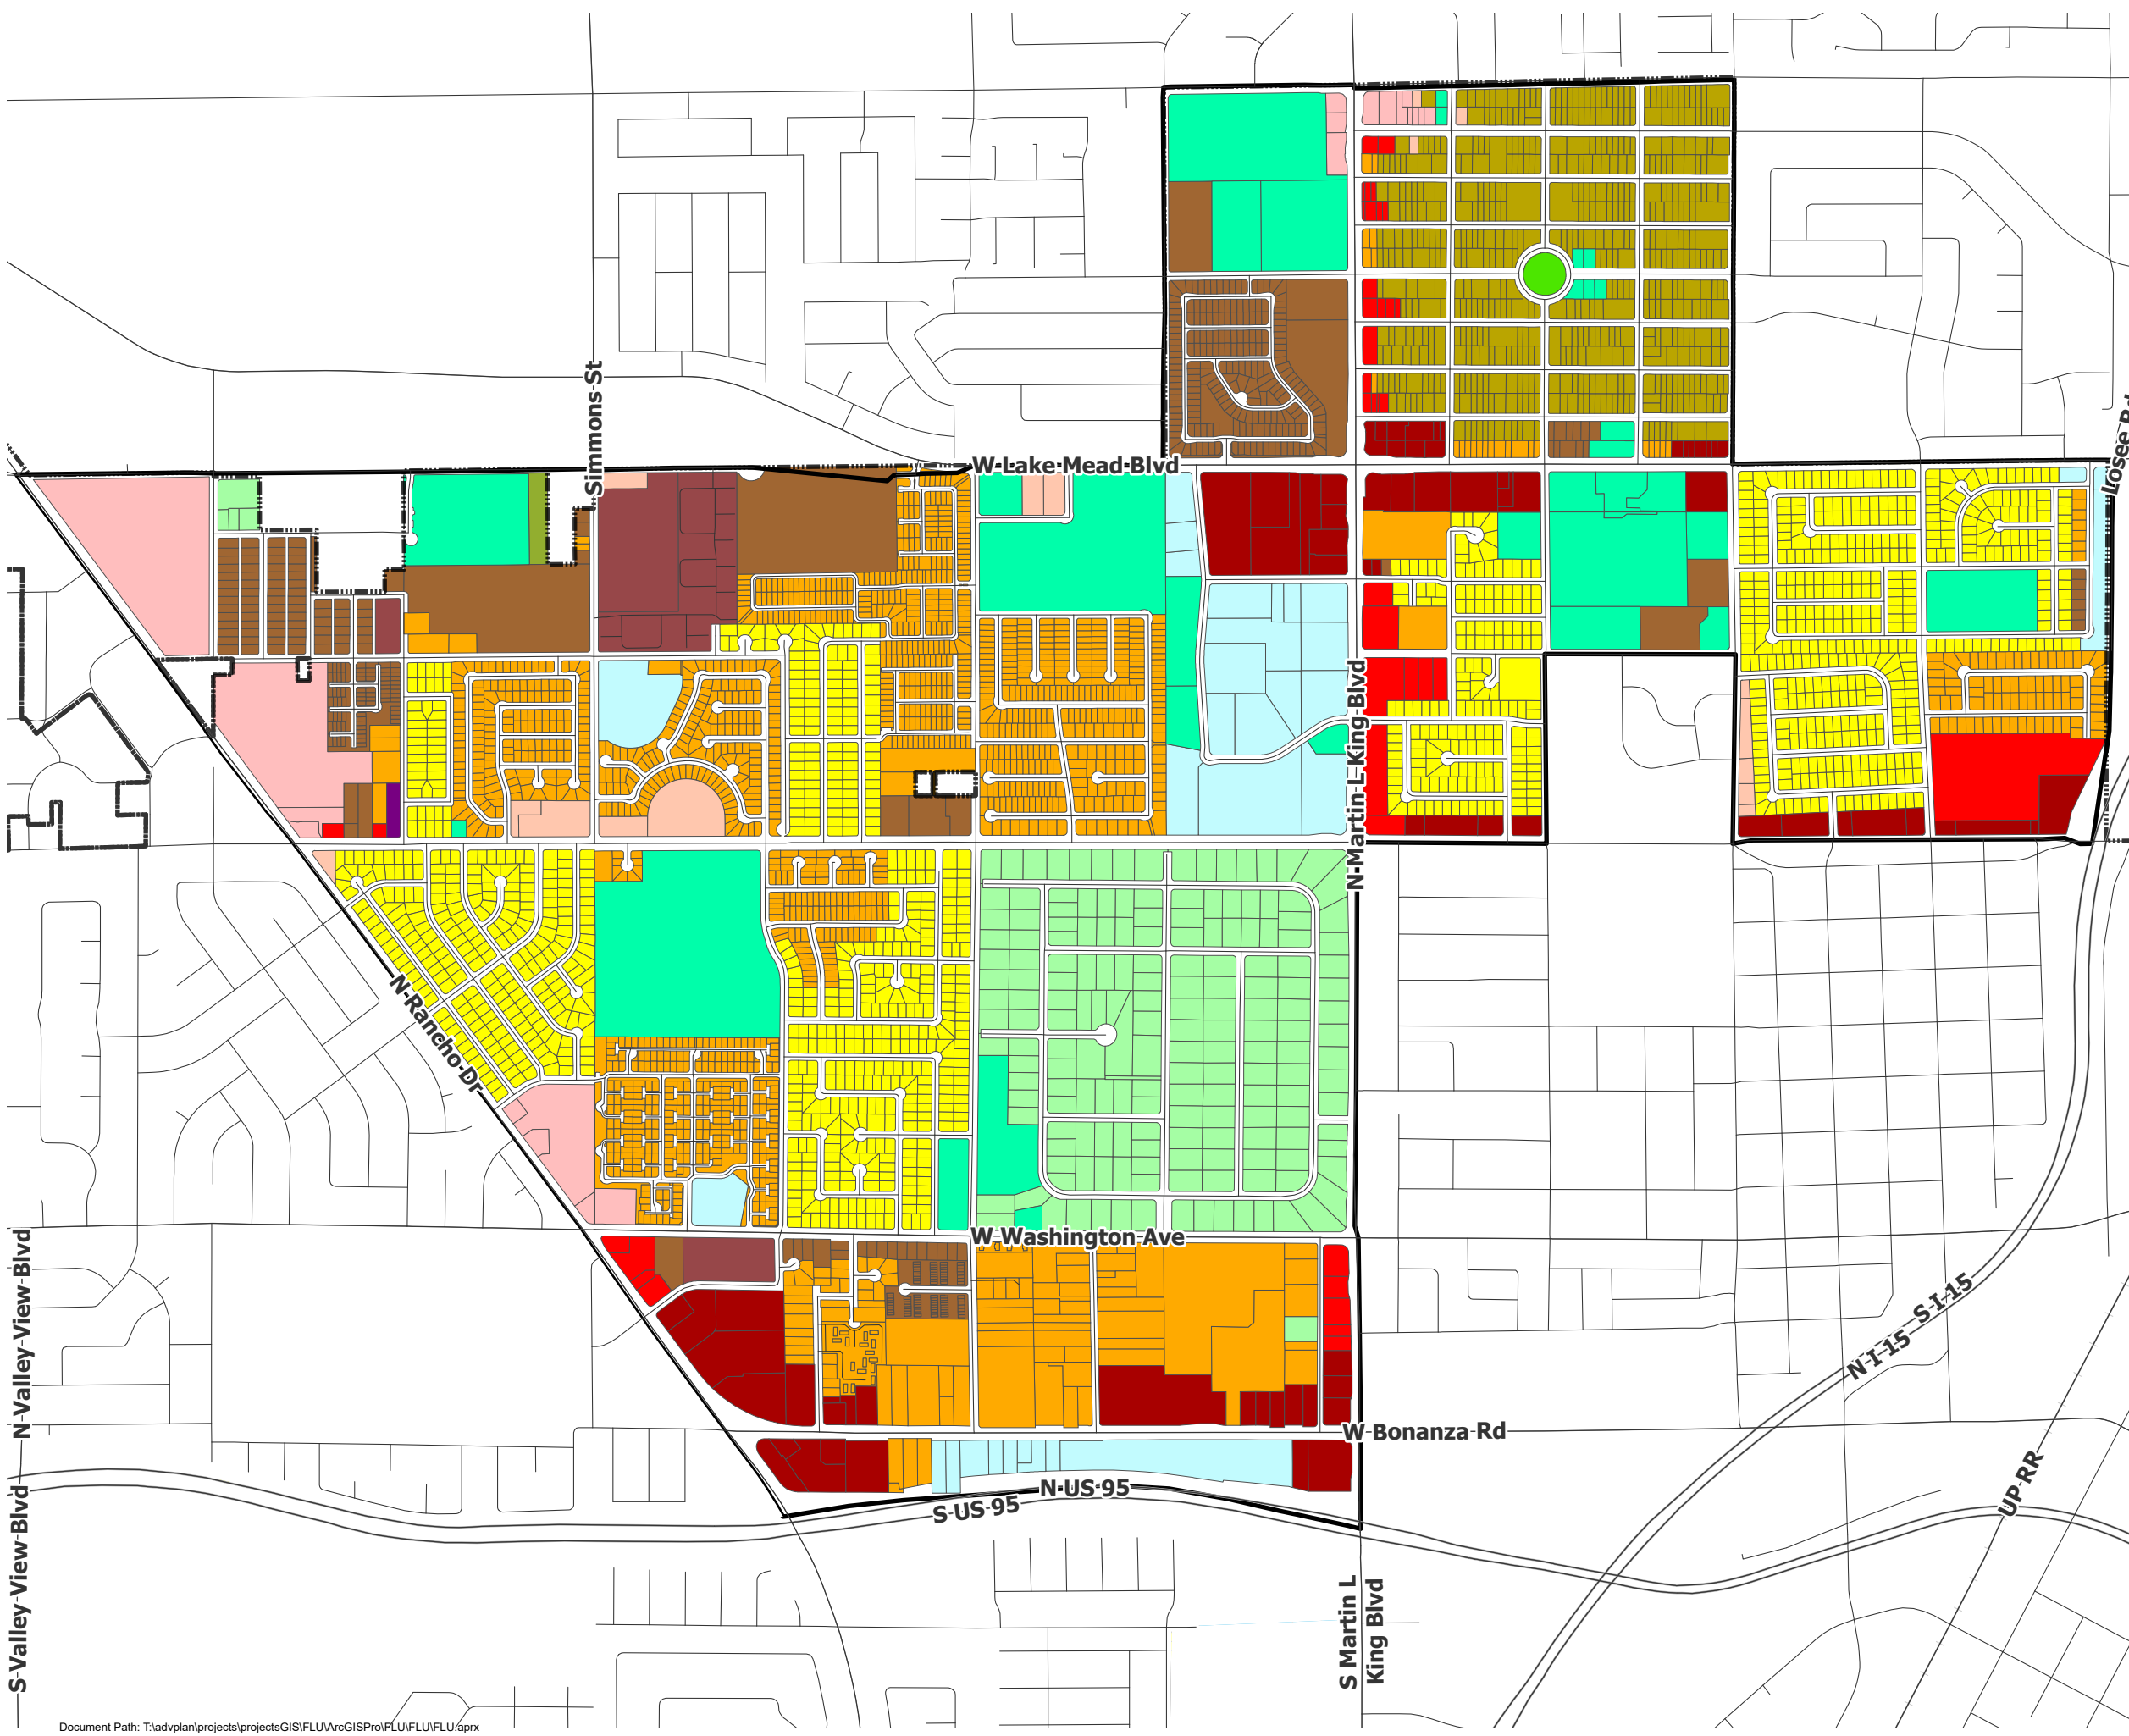 Simmons St
W Lake Mead Blvd
Losee Rd
N Martin L King Blvd
N Rancho Dr
W Washington Ave
N Valley View Blvd
S I-15
N I-15
W Bonanza Rd
N US-95
S US-95
UP RR
S Valley View Blvd
S Martin L
King Blvd
Document Path: T:\advplan\projects\projectsGIS\FLU\ArcGISPro\FLU\FLU\FLU.aprx